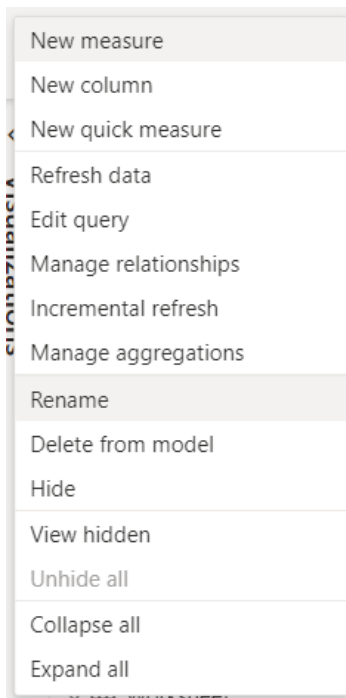 New measure
New column
New quick measure
Refresh data
Edit query
Manage relationships
Incremental refresh
Manage aggregations
Rename
Delete from model
Hide
View hidden
Unhide all
Collapse all
Expand all